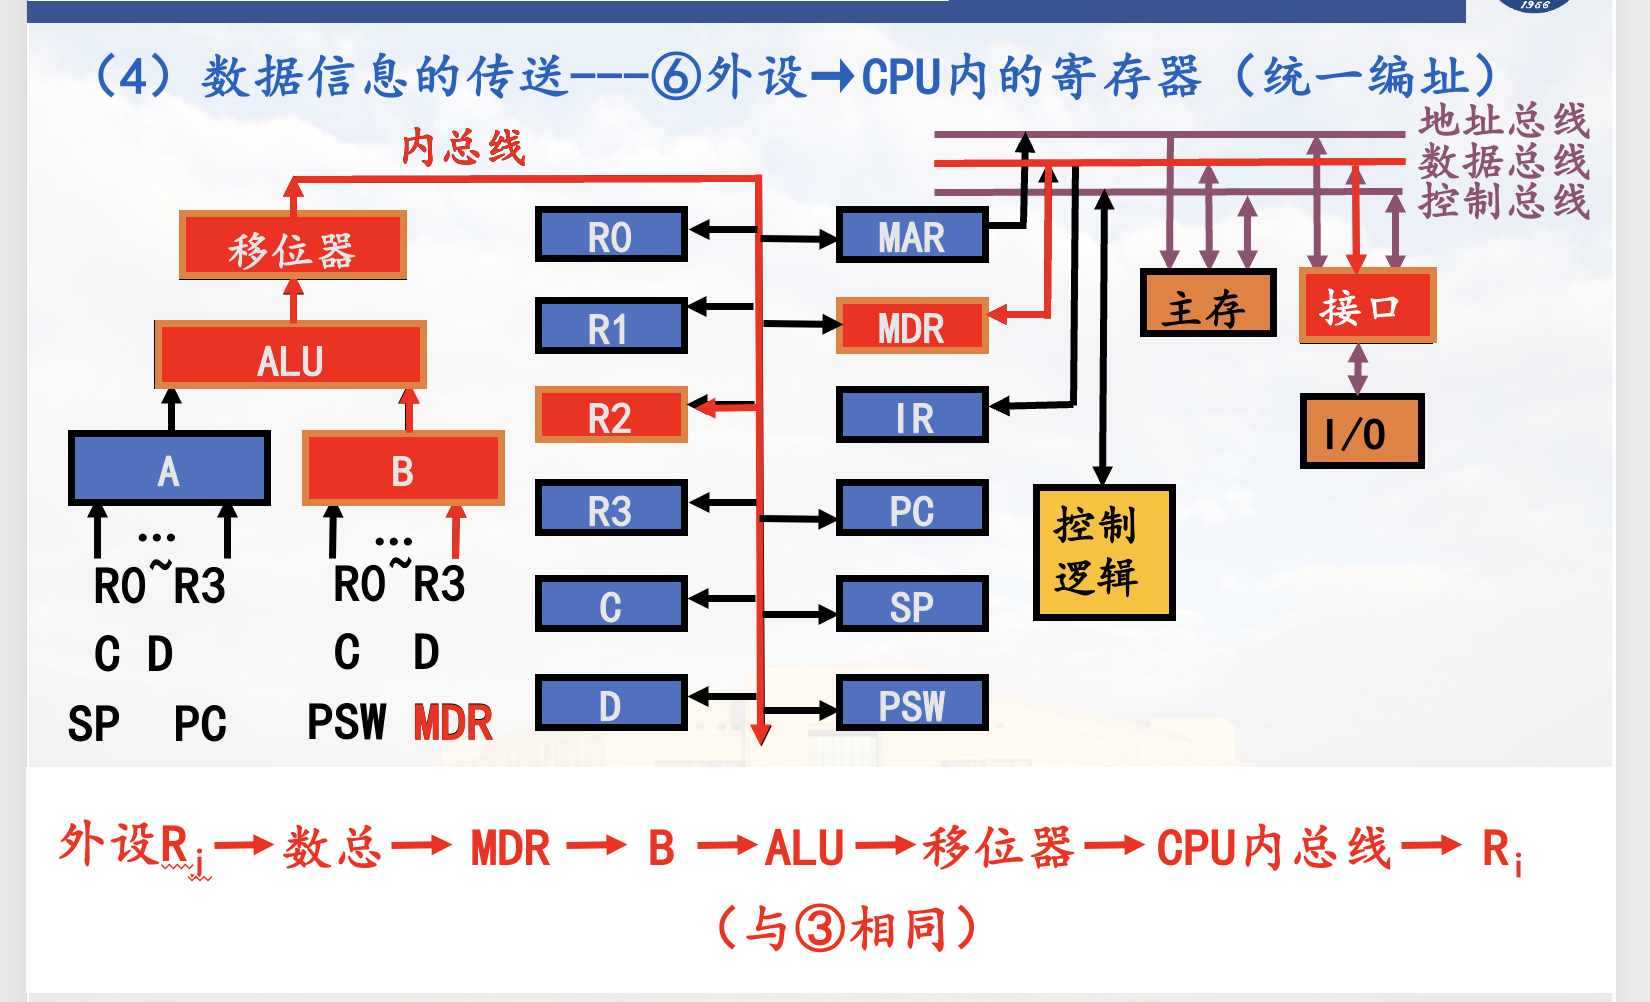 1956
(4) 数据信息的传送---⑥外设→CPU内的寄存器（统一编址）
内总线
地址总线
数据总线
控制总线
移位器
R0
MAR
主存
接口
R1
MDR
ALU
R2
IR
I/O
A
B
R3
PC
控制
逻辑
… …
R0~R3 R0~R3
C
SP
C D C D
SP PC PSW MDR
D
PSW
外设Rj→数总→MDR→B→ALU→移位器→CPU内总线→Ri
（与③相同）